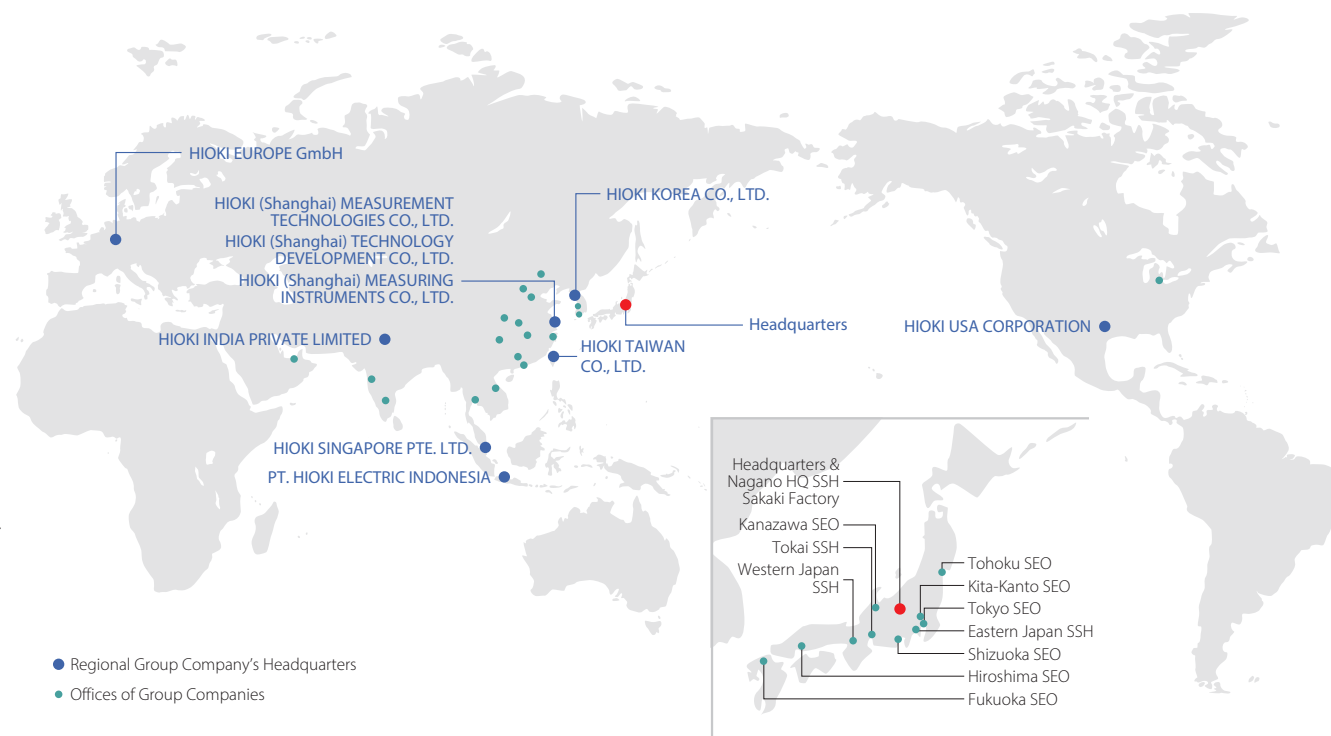 HIOKI EUROPE GmbH
HIOKI (Shanghai) MEASUREMENT
TECHNOLOGIES CO., LTD.
HIOKI (Shanghai) TECHNOLOGY
DEVELOPMENT CO., LTD.
HIOKI (Shanghai) MEASURING
INSTRUMENTS CO., LTD.
HIOKI KOREA CO., LTD.
Headquarters
HIOKI USA CORPORATION
HIOKI INDIA PRIVATE LIMITED
HIOKI TAIWAN
CO., LTD.
HIOKI SINGAPORE PTE. LTD.
PT. HIOKI ELECTRIC INDONESIA
Headquarters &
Nagano HQ SSH
Sakaki Factory
Kanazawa SEO
Tokai SSH
Western Japan
SSH
Tohoku SEO
Kita-Kanto SEO
Tokyo SEO
Eastern Japan SSH
Shizuoka SEO
Hiroshima SEO
Fukuoka SEO
Regional Group Company's Headquarters
Offices of Group Companies